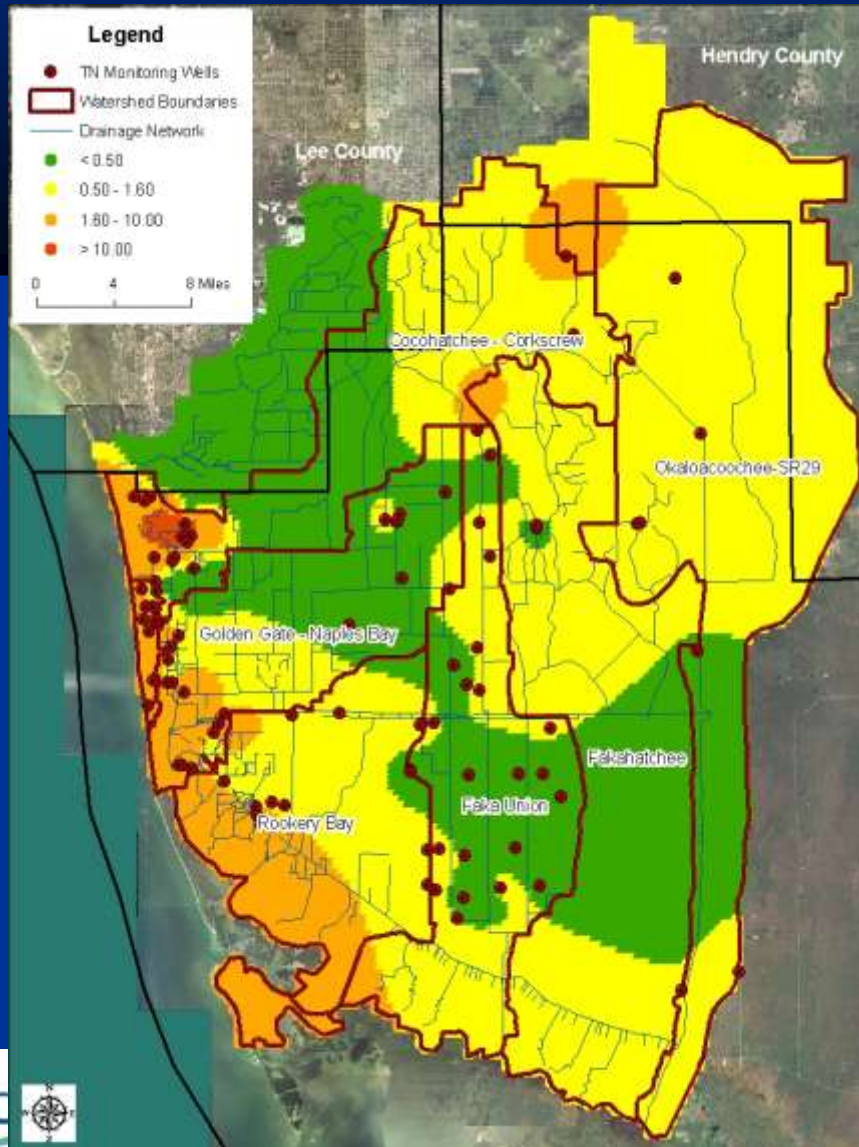 Legend
TN Monitoring Wells
Watershed Boundaries
Drainage Network
< 0.50
0.50 - 1.60
1.60 - 10.00
> 10.00
0 4 8 Miles
Hendry County
Lee County
Cocohatchee - Corkscrew
Okaloacoochee-SR29
Golden Gate - Naples Bay
Fakahatchee
Faka Union
Rookery Bay
N
W E
S